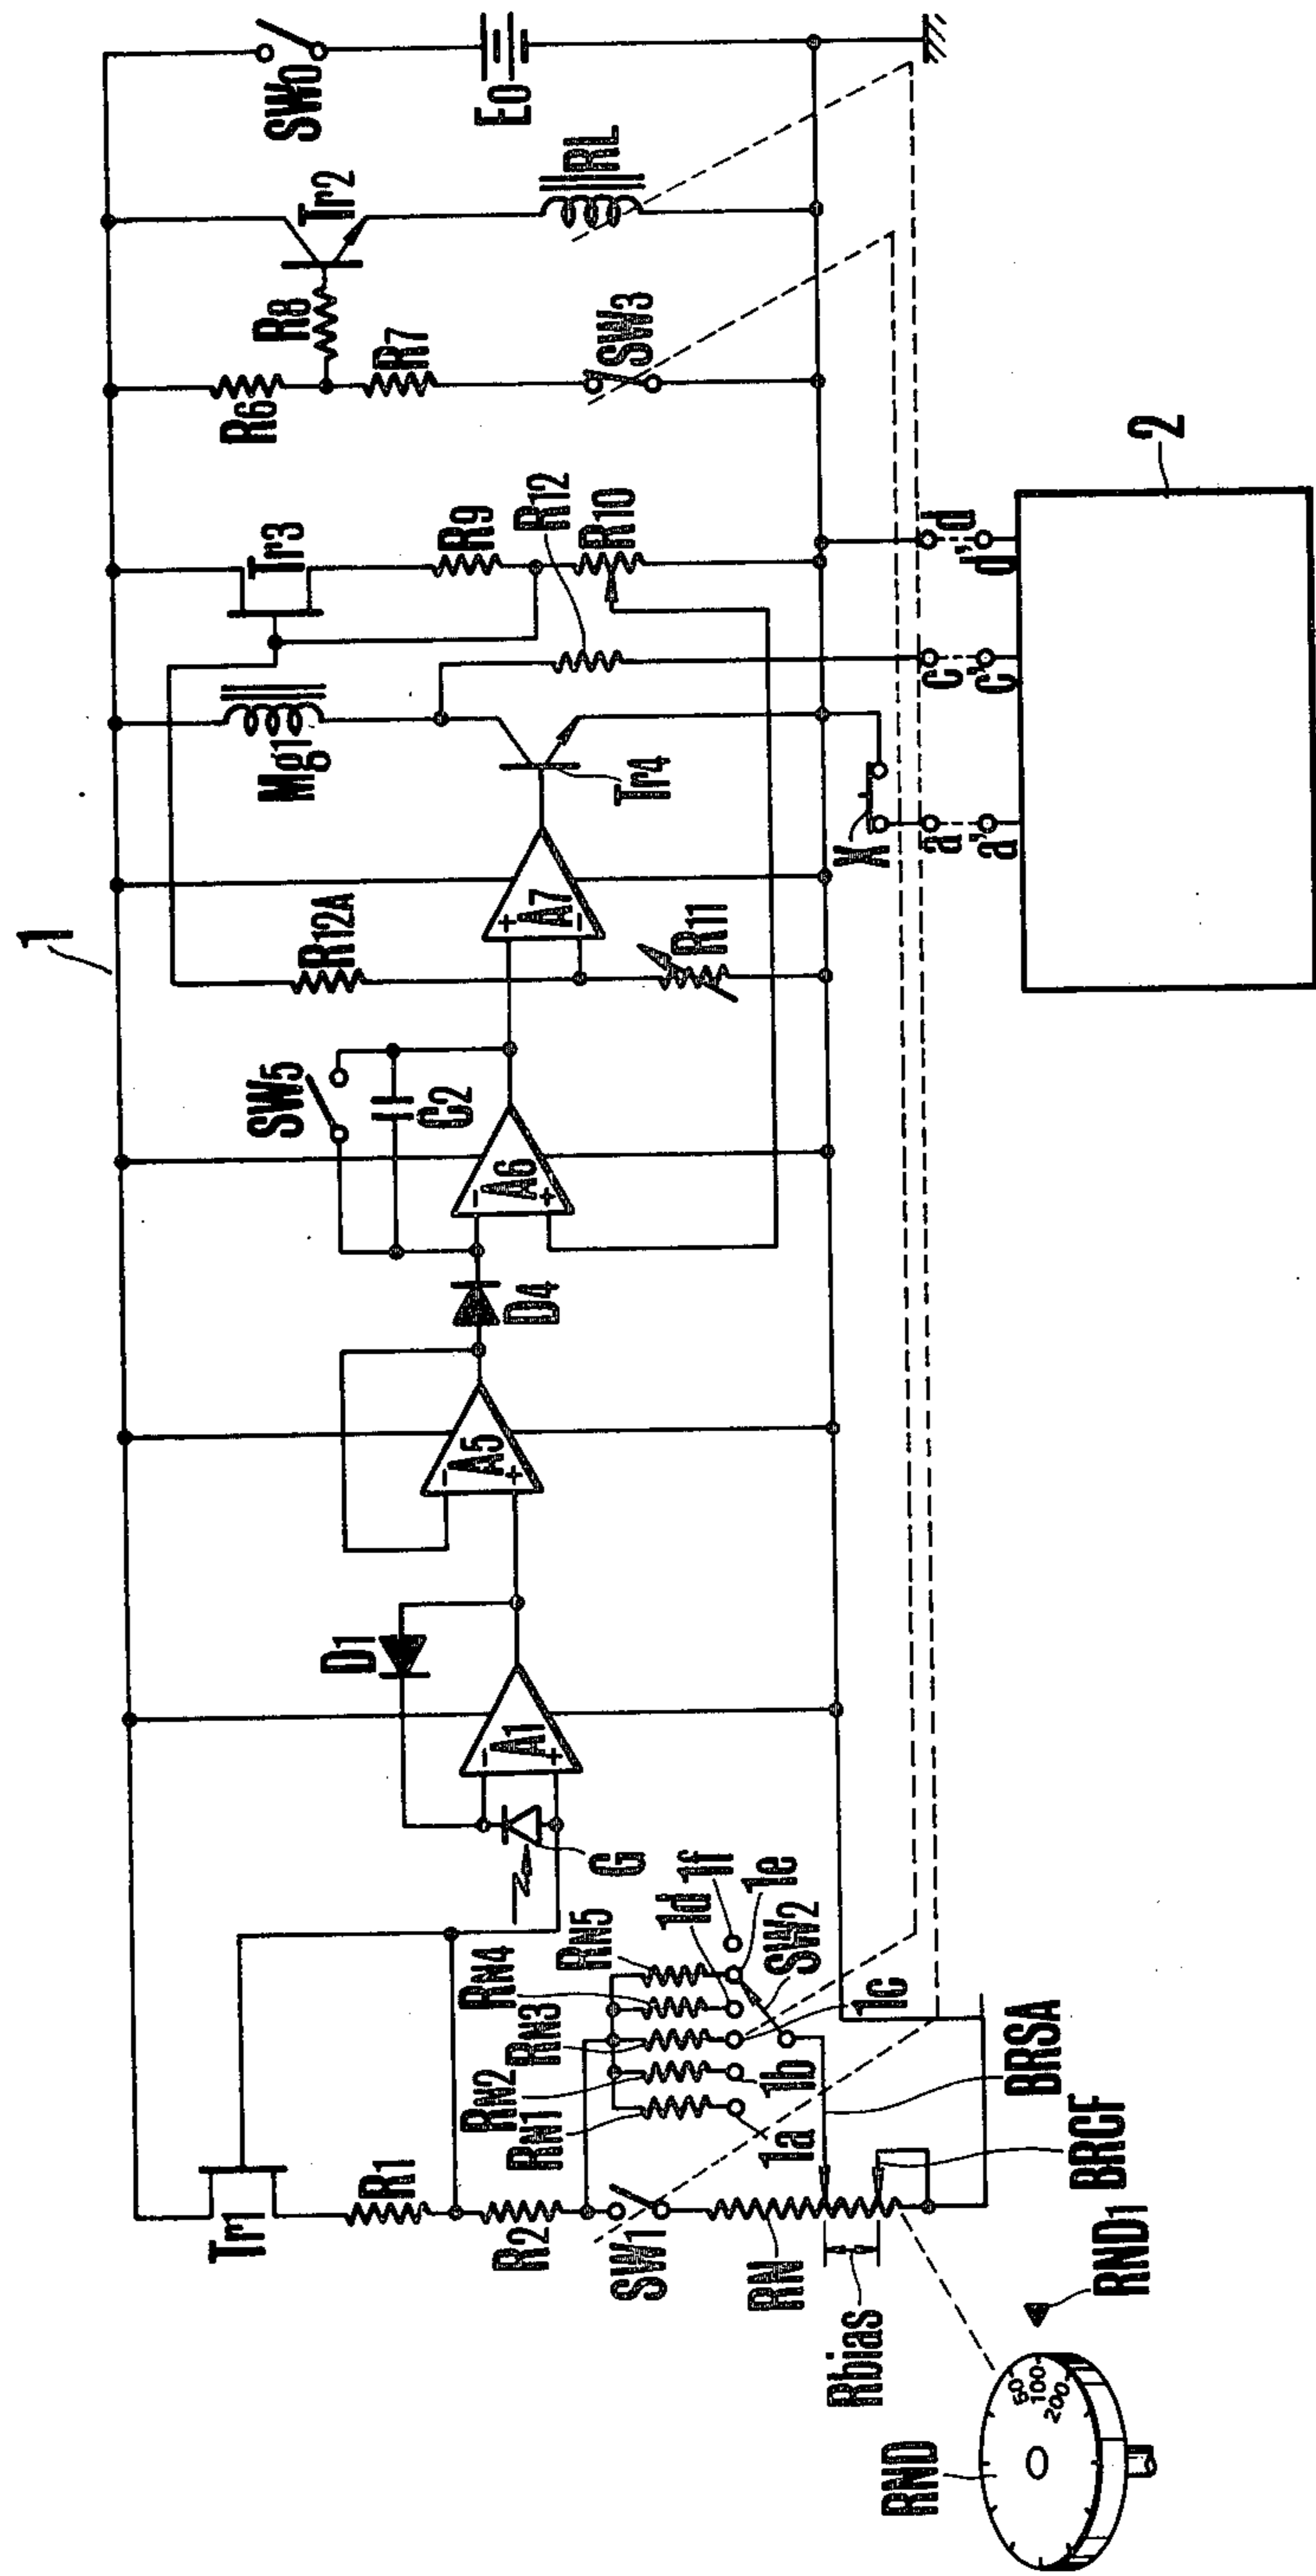 1
Tr1
R1
R2
SW1
RN
Rbias
RND
60
100
200
RND1
BRCF
BRSA
RN1
RN2
RN3
RN4
RN5
1a
1b
1c
1d
1e
1f
SW2
G
D1
A1
-
+
A5
-
+
D4
SW5
C2
A6
-
+
R12A
A7
+
-
R11
Mg1
Tr4
Tr3
R9
R12
R10
X
a
a'
c
c'
d
d'
2
R6
R7
R8
SW3
Tr2
RL
SW0
E0